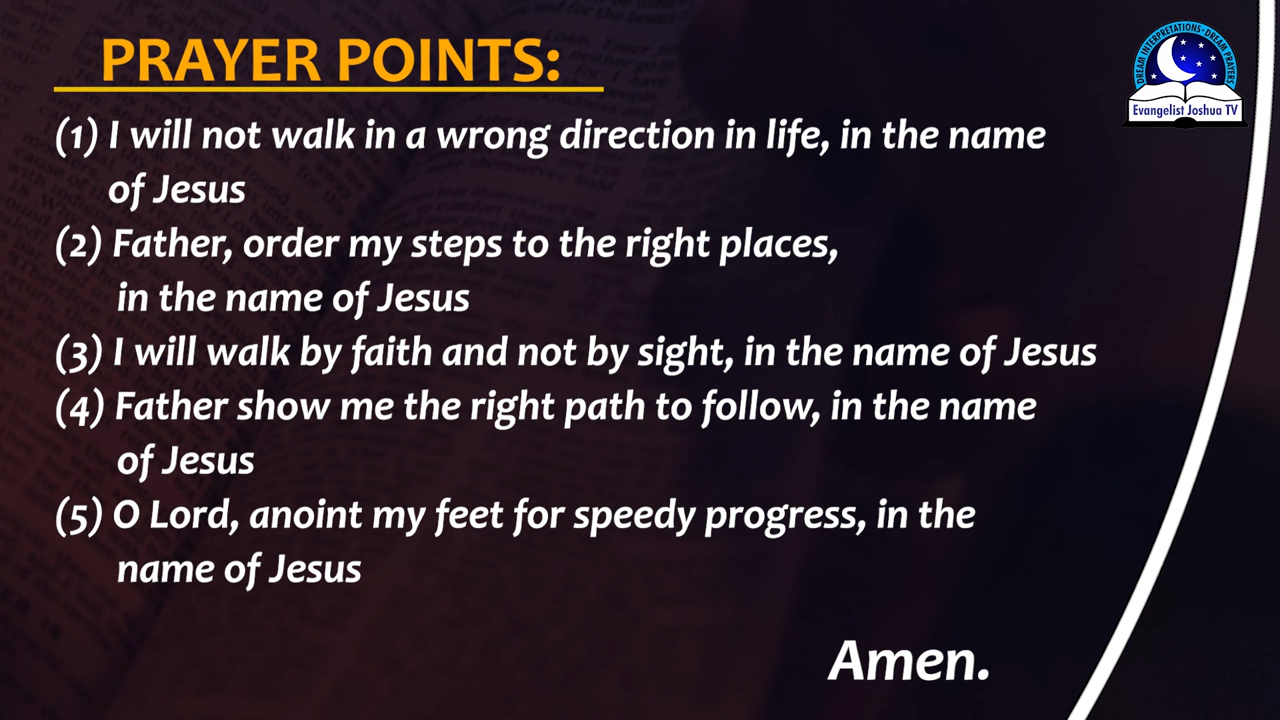 PRAYER POINTS:
DREAM INTERPRETATIONS• DREAM PRAYERS
Evangelist Joshua TV
(1) I will not walk in a wrong direction in life, in the name
of Jesus
(2) Father, order my steps to the right places,
in the name of Jesus
(3) I will walk by faith and not by sight, in the name of Jesus
(4) Father show me the right path to follow, in the name
of Jesus
(5) O Lord, anoint my feet for speedy progress, in the
name of Jesus
Amen.